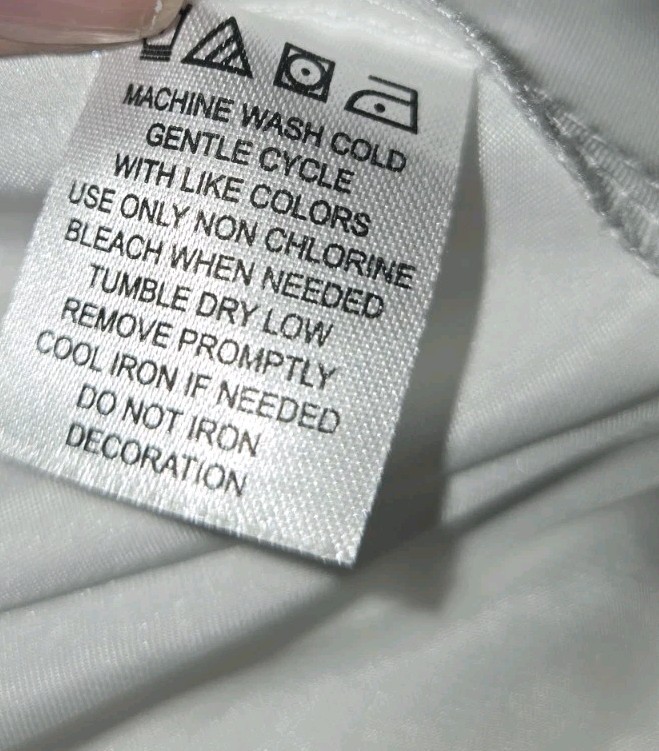 MACHINE WASH COLD
GENTLE CYCLE
WITH LIKE COLORS
USE ONLY NON CHLORINE
BLEACH WHEN NEEDED
TUMBLE DRY LOW
REMOVE PROMPTLY
COOL IRON IF NEEDED
DO NOT IRON
DECORATION